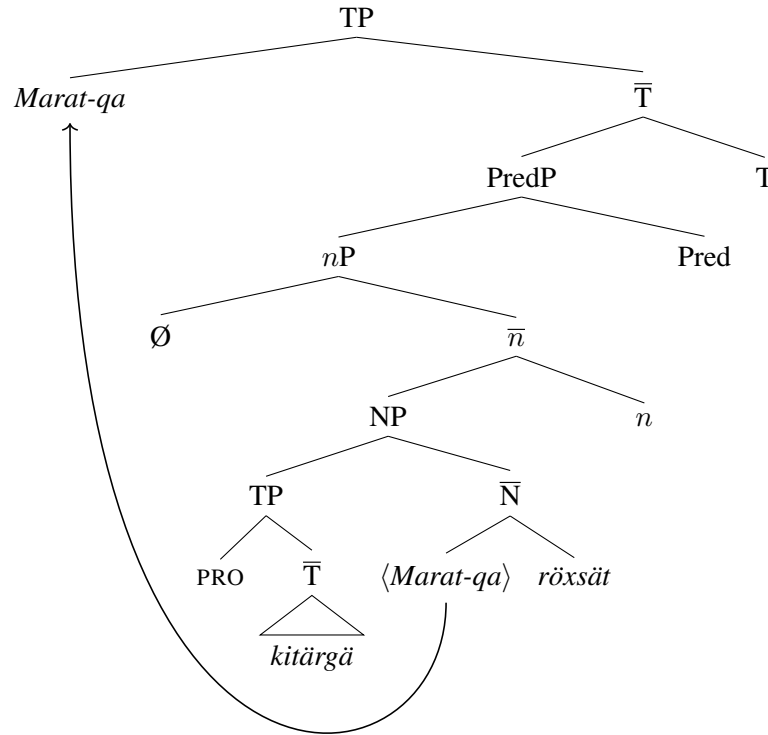 TP
Marat-qa T̅
PredP T
nP Pred
Ø n̅
NP n
TP N̅
PRO T̅ ⟨Marat-qa⟩ röxsät
kitärgä